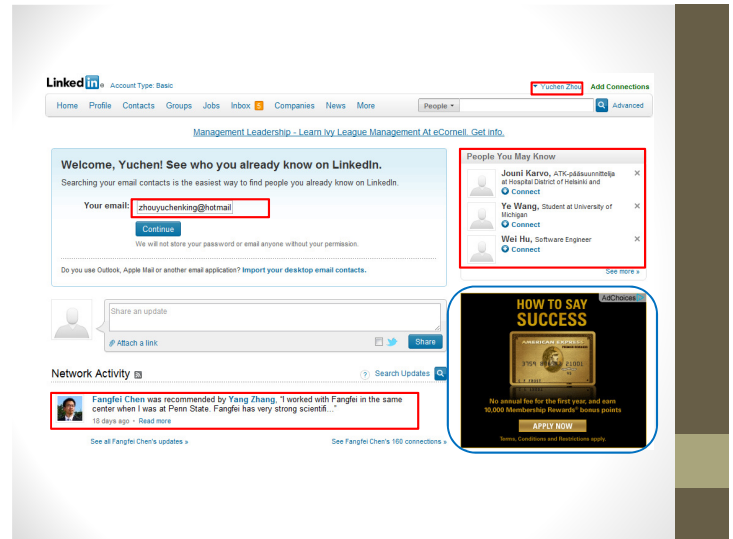 Linked in Account Type: Basic
Yuchen Zhou Add Connections
Home Profile Contacts Groups Jobs Inbox 5 Companies News More People Advanced
Management Leadership - Learn Ivy League Management At eCornell. Get info.
Welcome, Yuchen! See who you already know on LinkedIn.
Searching your email contacts is the easiest way to find people you already know on LinkedIn.
Your email: zhouyuchenking@hotmail
Continue
We will not store your password or email anyone without your permission.
Do you use Outlook, Apple Mail or another email application? Import your desktop email contacts.
People You May Know
Jouni Karvo, ATK-pääsuunnittelija
at Hospital District of Helsinki and
Connect
Ye Wang, Student at University of
Michigan
Connect
Wei Hu, Software Engineer
Connect
See more »
Share an update
Attach a link
Share
Network Activity
? Search Updates
Fangfei Chen was recommended by Yang Zhang, "I worked with Fangfei in the same
center when I was at Penn State. Fangfei has very strong scientifi..."
18 days ago • Read more
See all Fangfei Chen's updates »
See Fangfei Chen's 160 connections »
AdChoices
HOW TO SAY
SUCCESS
AMERICAN EXPRESS
No annual fee for the first year, and earn
10,000 Membership Rewards® bonus points
APPLY NOW
Terms, Conditions and Restrictions apply.